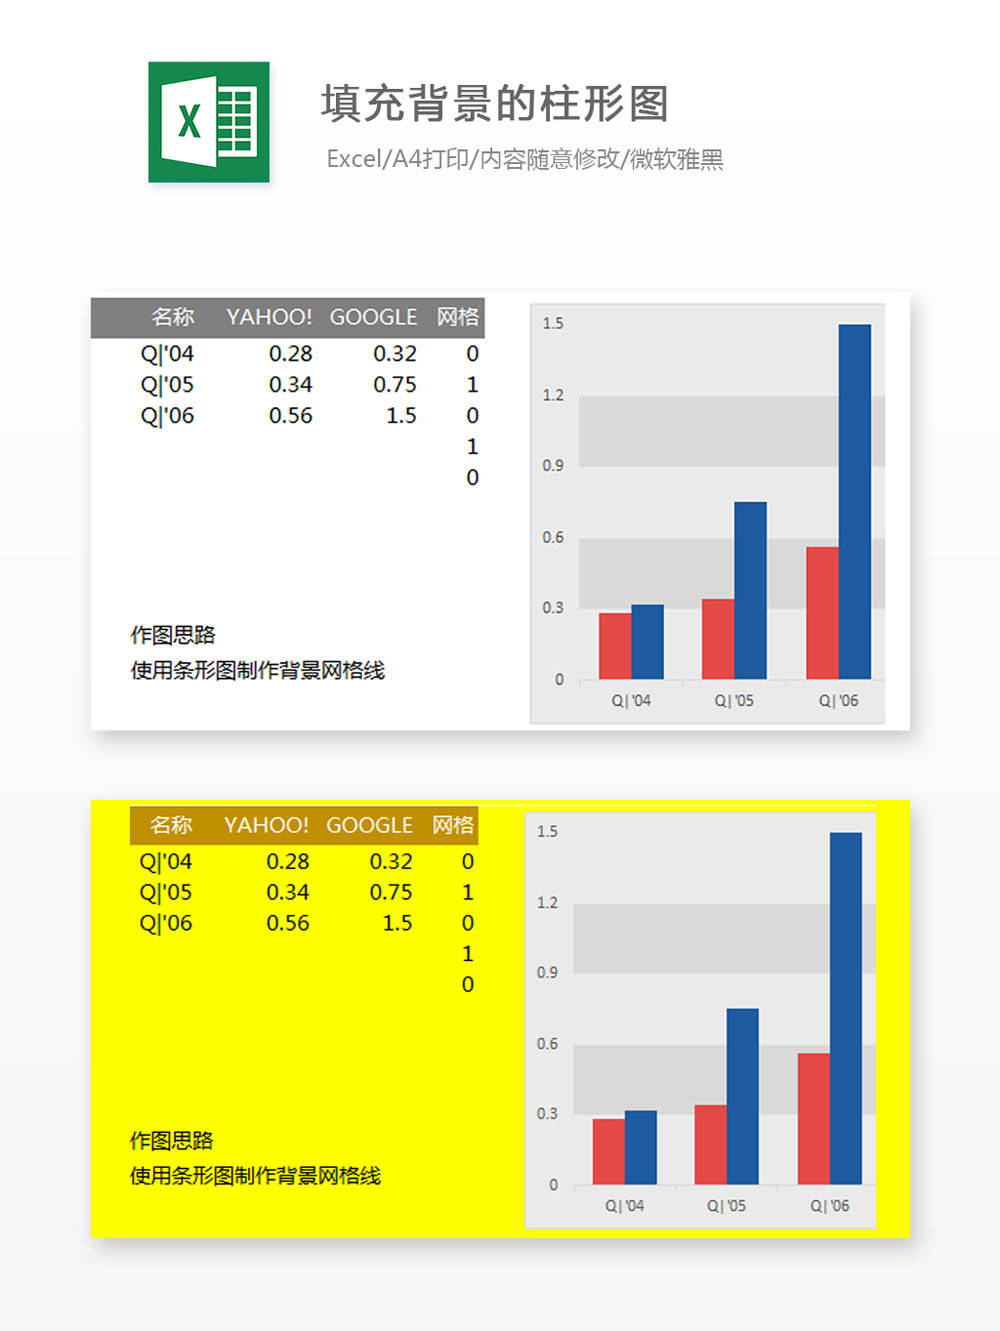 填充背景的柱形图
Excel/A4打印/内容随意修改/微软雅黑
名称 YAHOO! GOOGLE 网格
Q|'04 0.28 0.32 0
Q|'05 0.34 0.75 1
Q|'06 0.56 1.5 0
1
0
作图思路
使用条形图制作背景网格线
1.5
1.2
0.9
0.6
0.3
0
Q| '04 Q| '05 Q| '06
名称 YAHOO! GOOGLE 网格
Q|'04 0.28 0.32 0
Q|'05 0.34 0.75 1
Q|'06 0.56 1.5 0
1
0
作图思路
使用条形图制作背景网格线
1.5
1.2
0.9
0.6
0.3
0
Q| '04 Q| '05 Q| '06